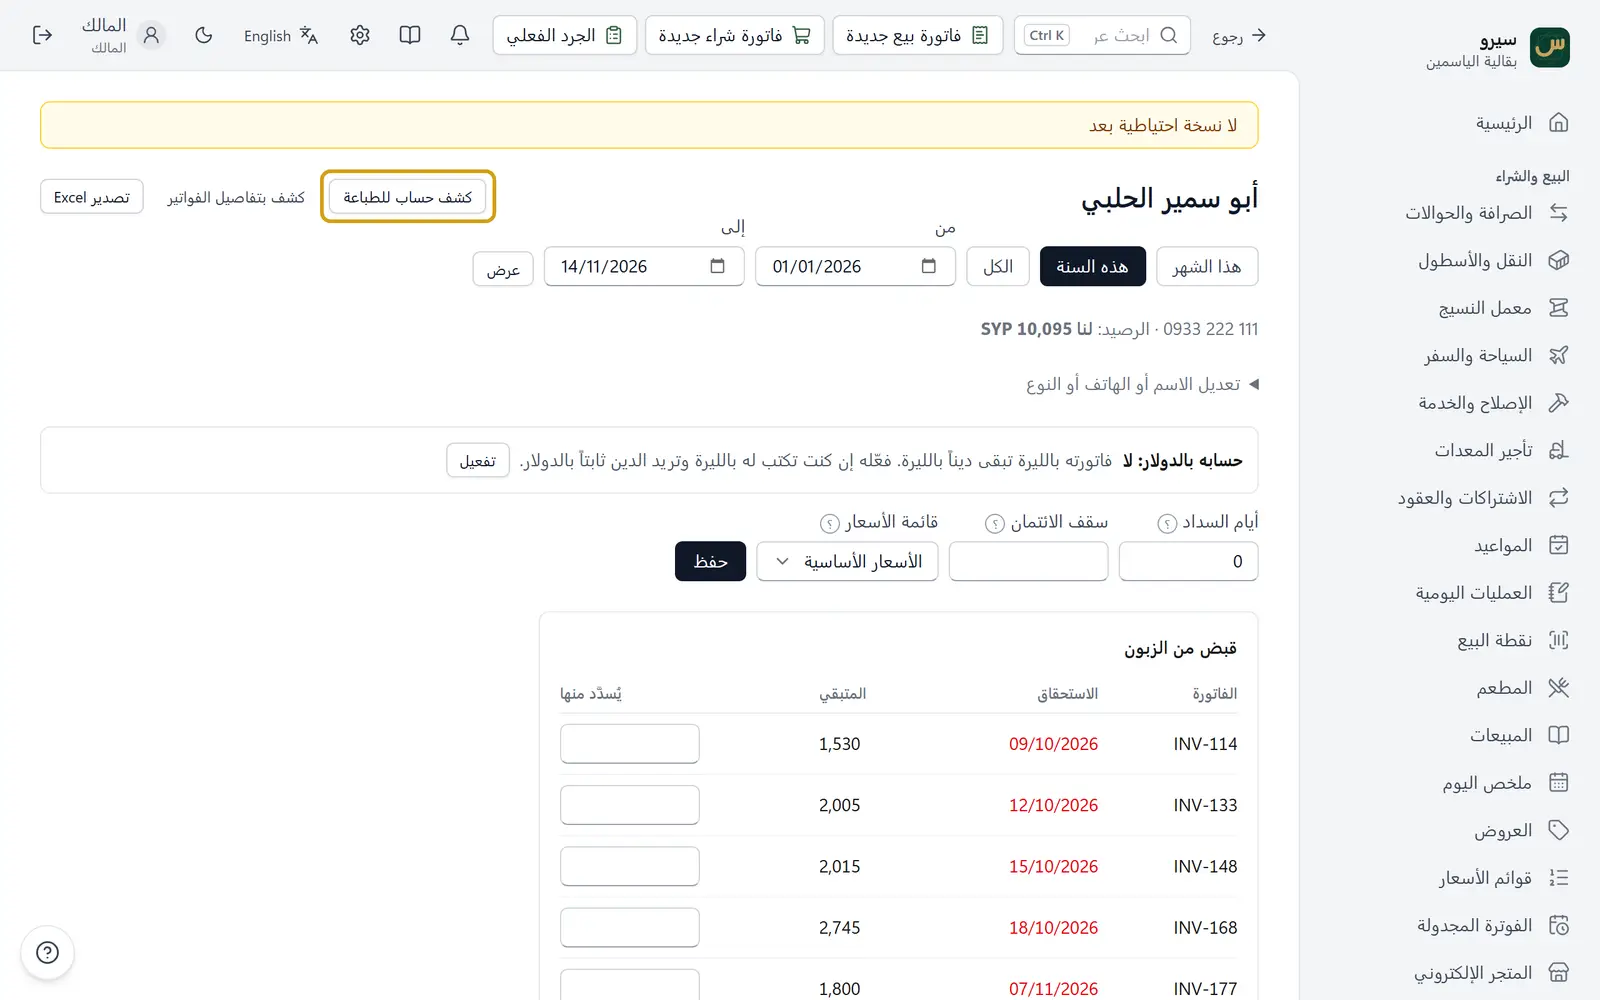 سيرو
بقالية الياسمين
رجوع
ابحث عر
Ctrl K
فاتورة بيع جديدة
فاتورة شراء جديدة
الجرد الفعلي
English
المالك
المالك
الرئيسية
البيع والشراء
الصرافة والحوالات
النقل والأسطول
معمل النسيج
السياحة والسفر
الإصلاح والخدمة
تأجير المعدات
الاشتراكات والعقود
المواعيد
العمليات اليومية
نقطة البيع
المطعم
المبيعات
ملخص اليوم
العروض
قوائم الأسعار
الفوترة المجدولة
المتجر الإلكتروني
لا نسخة احتياطية بعد
أبو سمير الحلبي
كشف حساب للطباعة
كشف بتفاصيل الفواتير
تصدير Excel
من
إلى
هذا الشهر
هذه السنة
الكل
01/01/2026
14/11/2026
عرض
0933 222 111 · الرصيد: لنا 10,095 SYP
تعديل الاسم أو الهاتف أو النوع
حسابه بالدولار: لا فاتورته بالليرة تبقى ديناً بالليرة. فعّله إن كنت تكتب له بالليرة وتريد الدين ثابتاً بالدولار.
تفعيل
أيام السداد ؟
سقف الائتمان ؟
قائمة الأسعار ؟
0
الأسعار الأساسية
حفظ
قبض من الزبون
الفاتورة الاستحقاق المتبقي يُسدَّد منها
INV-114 09/10/2026 1,530
INV-133 12/10/2026 2,005
INV-148 15/10/2026 2,015
INV-168 18/10/2026 2,745
INV-177 07/11/2026 1,800